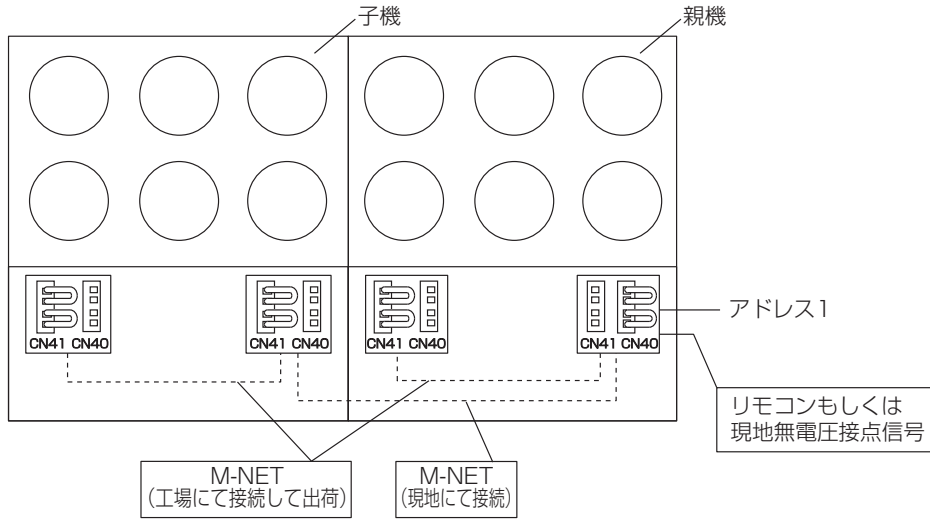 子機
親機
CN41 CN40
CN41 CN40
CN41 CN40
CN41 CN40
アドレス1
リモコンもしくは
現地無電圧接点信号
M-NET
（工場にて接続して出荷）
M-NET
（現地にて接続）